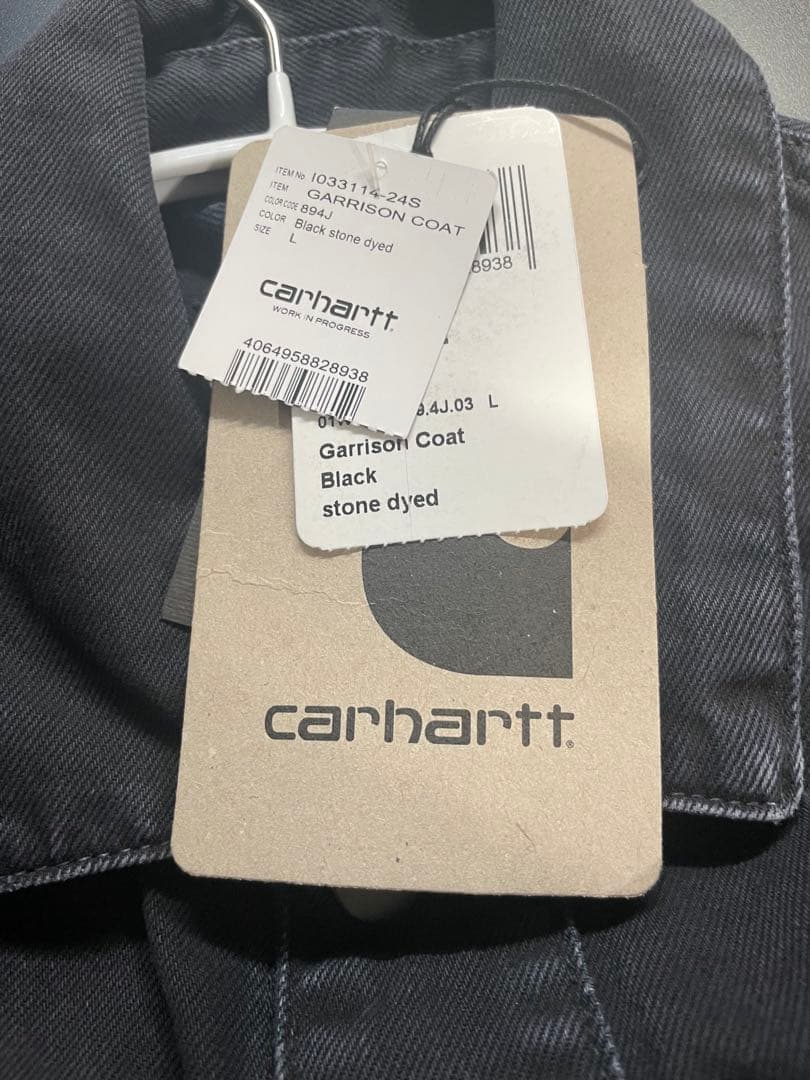 ITEM No. I033114-24S
ITEM GARRISON COAT
COLOR CODE 894J
COLOR Black stone dyed
SIZE L
carhartt
WORK IN PROGRESS
4064958828938
8938
9.4J.03 L
Garrison Coat
Black
stone dyed
carhartt®